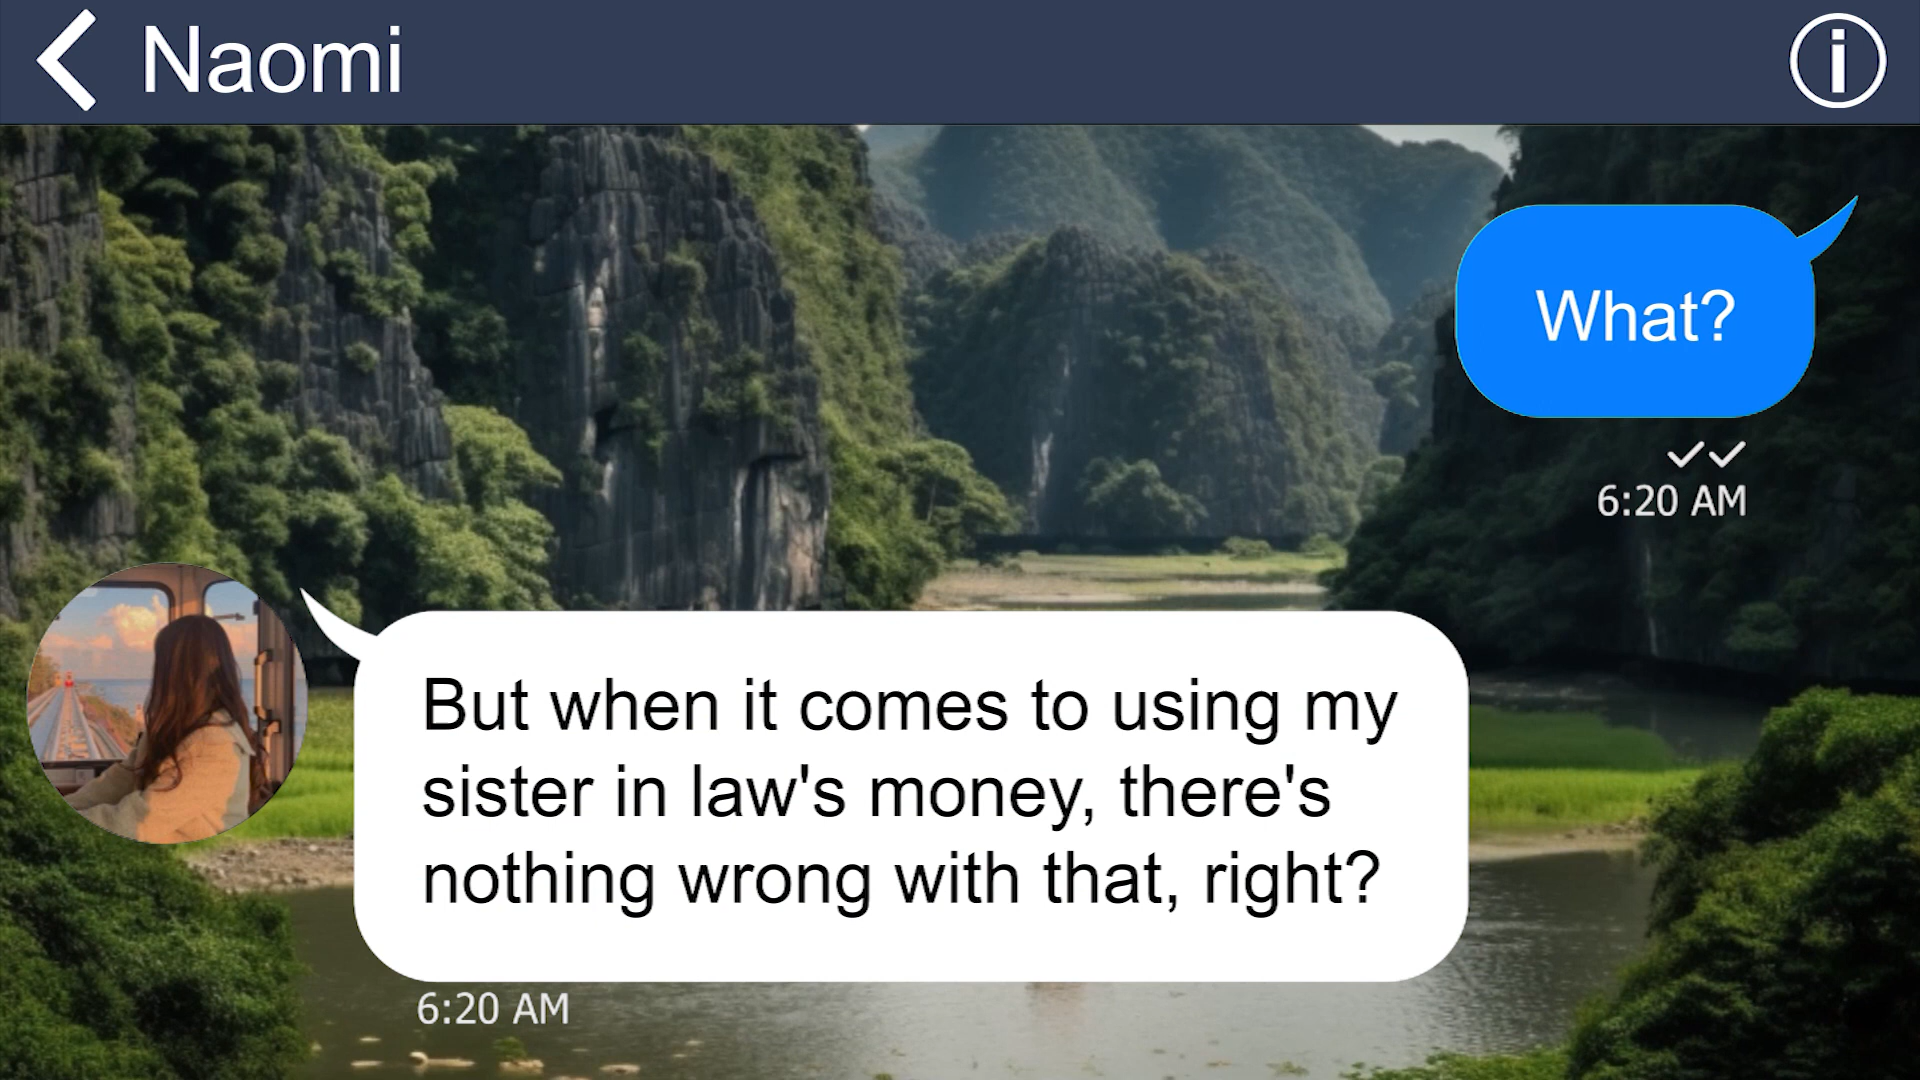 Naomi
What?
6:20 AM
But when it comes to using my
sister in law's money, there's
nothing wrong with that, right?
6:20 AM